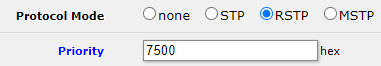 Protocol Mode none STP RSTP MSTP
Priority 7500 hex